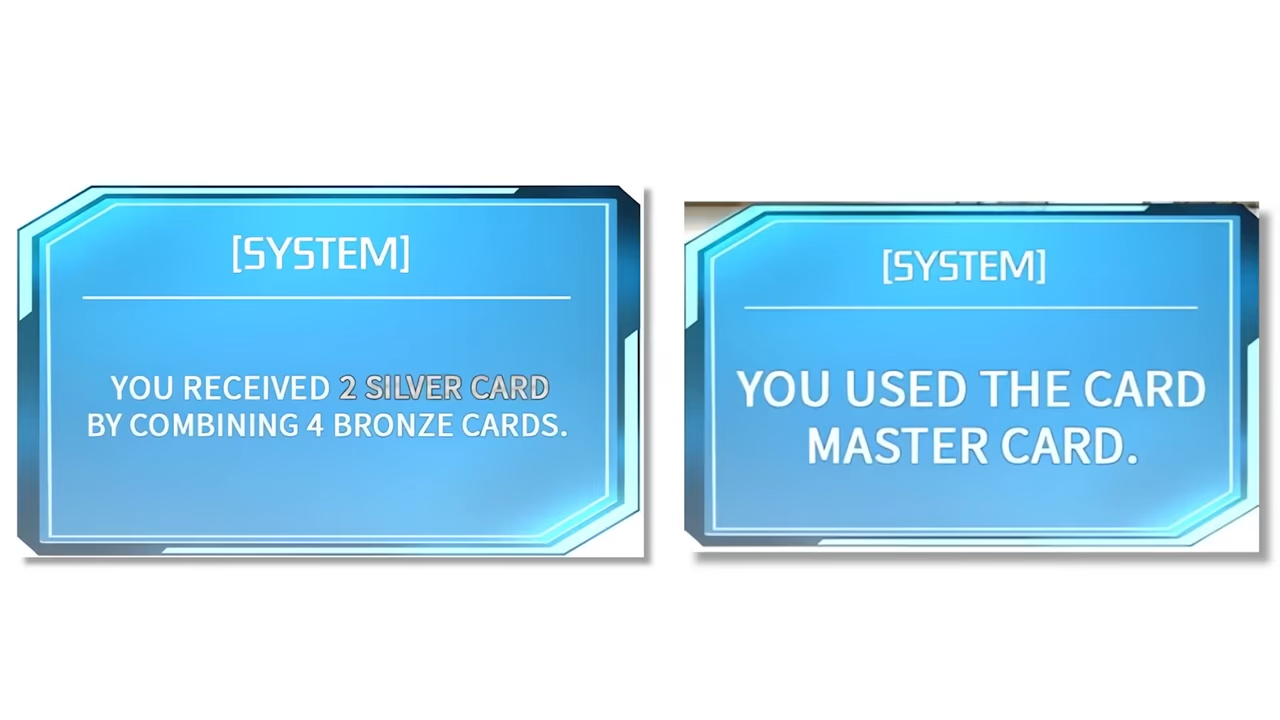 [SYSTEM]
YOU RECEIVED 2 SILVER CARD
BY COMBINING 4 BRONZE CARDS.
[SYSTEM]
YOU USED THE CARD
MASTER CARD.